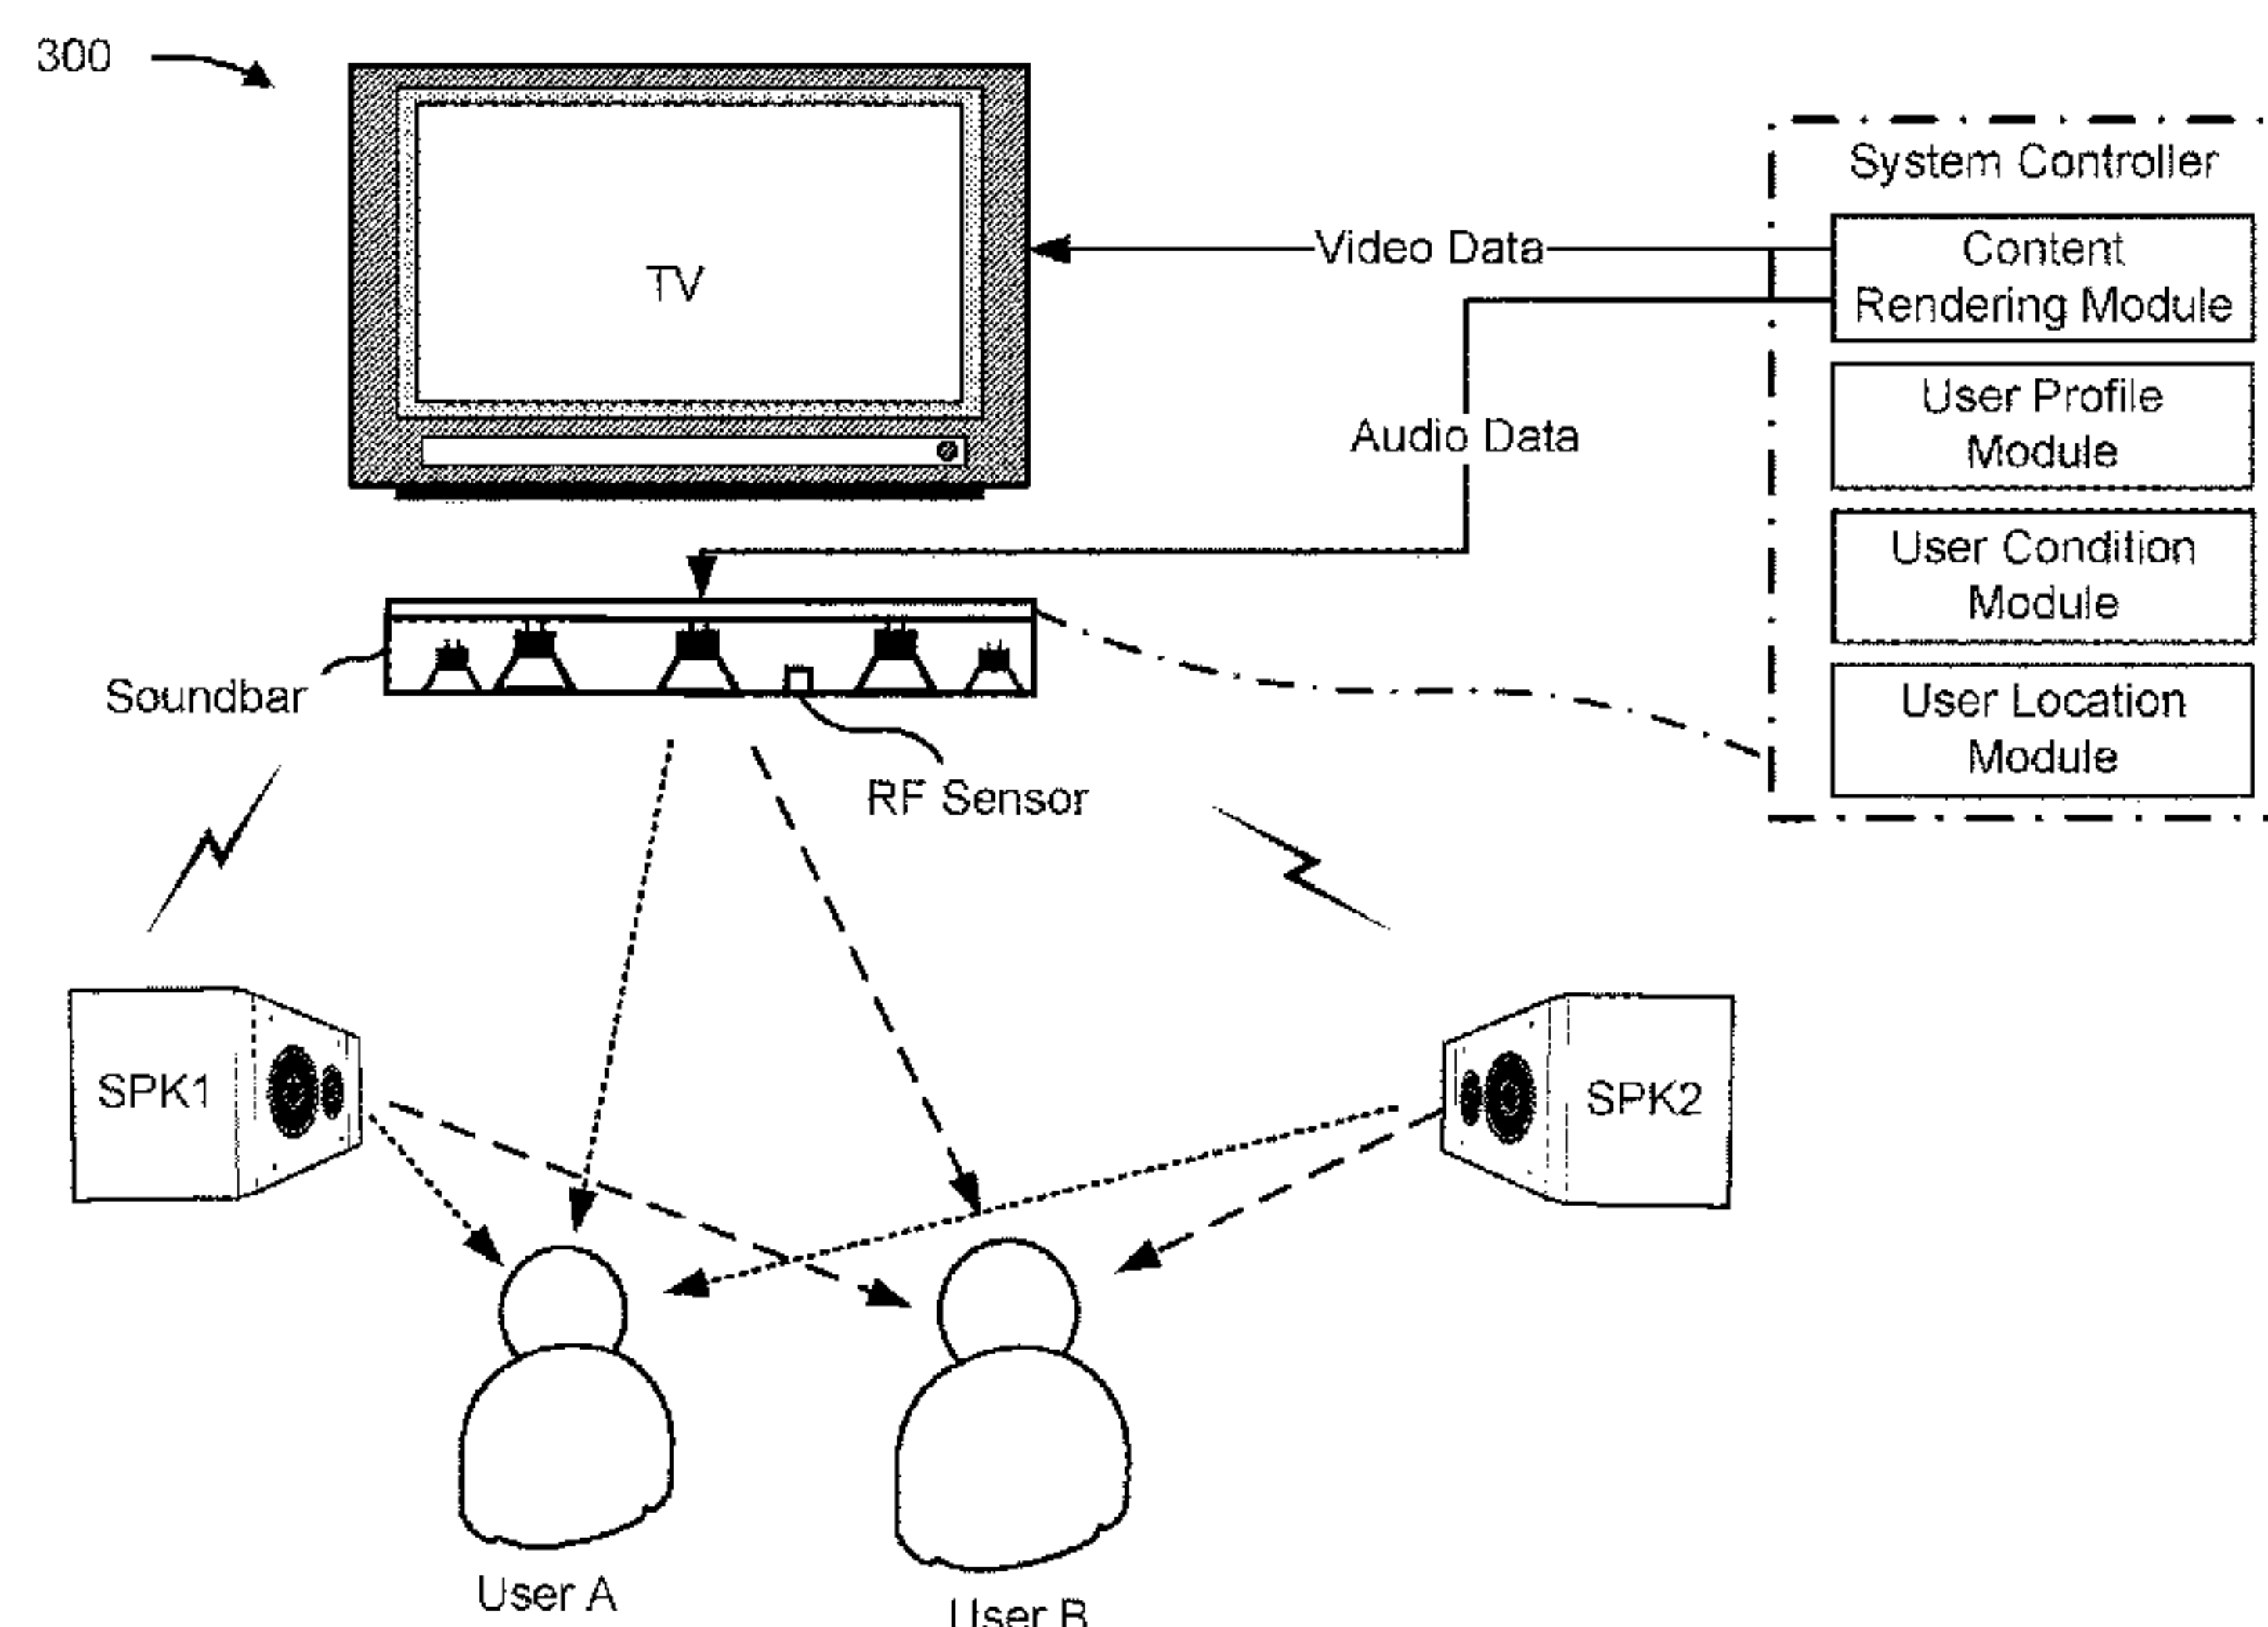 300
TV
Video Data
Audio Data
System Controller
Content
Rendering Module
User Profile
Module
User Condition
Module
User Location
Module
Soundbar
RF Sensor
SPK1
SPK2
User A
User B